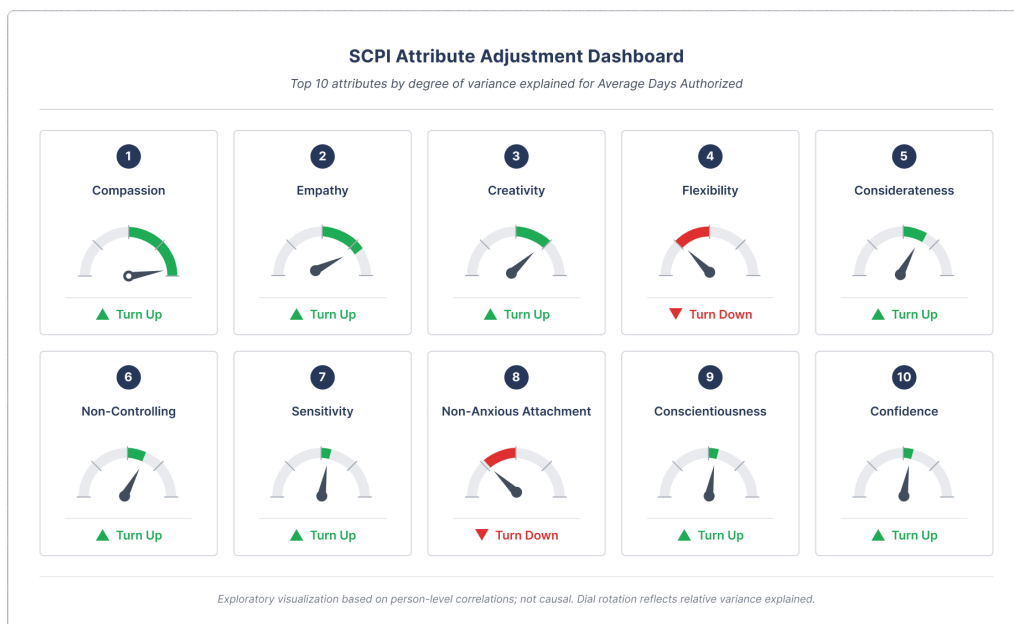 SCPI Attribute Adjustment Dashboard
Top 10 attributes by degree of variance explained for Average Days Authorized
1
Compassion
Turn Up
2
Empathy
Turn Up
3
Creativity
Turn Up
4
Flexibility
Turn Down
5
Considerateness
Turn Up
6
Non-Controlling
Turn Up
7
Sensitivity
Turn Up
8
Non-Anxious Attachment
Turn Down
9
Conscientiousness
Turn Up
10
Confidence
Turn Up
Exploratory visualization based on person-level correlations; not causal. Dial rotation reflects relative variance explained.